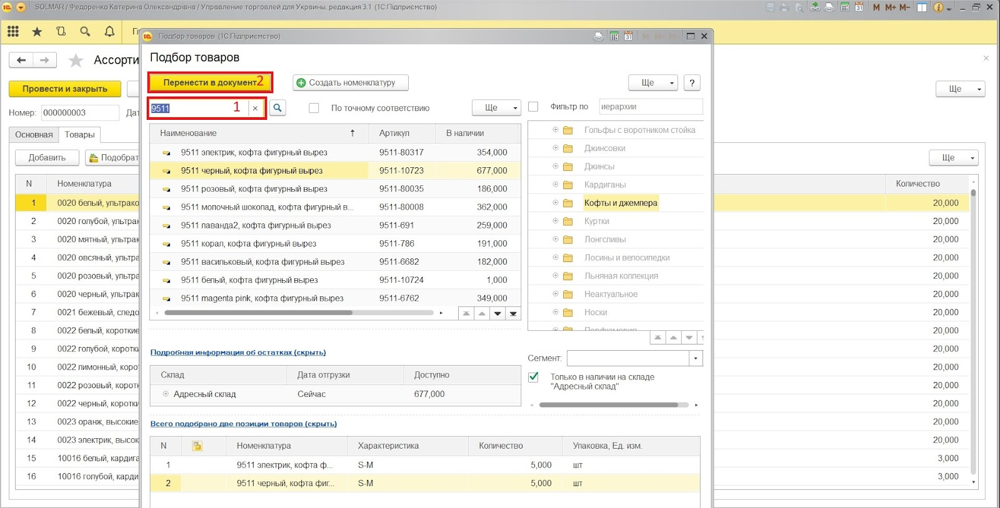 SOLMAR / Федоренко Катерина Олександрівна / Управление торговлей для Украины, редакция 3.1 (1С:Підприємство)
M M+ M-
Подбор товаров (1С:Підприємство)
M M+ M-
Ассорти
Подбор товаров
Перенести в документ 2
Создать номенклатуру
Ще
?
Провести и закрыть
Ще
9511 1 ×
По точному соответствию
Ще
Фильтр по
иерархии
Номер: 000000003
Основная Товары
Добавить
Подобрат
Ще
Наименование Артикул В наличии
9511 электрик, кофта фигурный вырез 9511-80317 354,000
9511 черный, кофта фигурный вырез 9511-10723 677,000
9511 розовый, кофта фигурный вырез 9511-80035 186,000
9511 молочный шоколад, кофта фигурный в... 9511-80008 362,000
9511 лаванда2, кофта фигурный вырез 9511-691 259,000
9511 корал, кофта фигурный вырез 9511-786 191,000
9511 васильковый, кофта фигурный вырез 9511-6682 182,000
9511 белый, кофта фигурный вырез 9511-10724 1,000
9511 magenta pink, кофта фигурный вырез 9511-6762 349,000
Гольфы с воротником стойка
Джинсовки
Джинсы
Кардиганы
Кофты и джемпера
Куртки
Лонгсливы
Лосины и велосипедки
Льняная коллекция
Неактуальное
Носки
N Номенклатура Количество
1 0020 белый, ультрако 20,000
2 0020 голубой, ультрак 20,000
3 0020 мятный, ультрак 20,000
4 0020 овсяный, ультра 20,000
5 0020 розовый, ультра 20,000
6 0020 черный, ультрак 20,000
7 0021 бежевый, следо 20,000
8 0022 белый, короткие 20,000
9 0022 голубой, коротки 20,000
10 0022 лимонный, корот 20,000
11 0022 розовый, коротк 20,000
12 0022 черный, коротки 20,000
13 0023 оранж, высокие 20,000
14 0023 электрик, высок 20,000
15 10016 белый, кардига 3,000
16 10016 голубой, карди 3,000
Подробная информация об остатках (скрыть)
Склад Дата отгрузки Доступно
Адресный склад Сейчас 677,000
Сегмент:
Только в наличии на складе
"Адресный склад"
Всего подобрано две позиции товаров (скрыть)
N Номенклатура Характеристика Количество Упаковка, Ед. изм.
1 9511 электрик, кофта ф... S-M 5,000 шт
2 9511 черный, кофта фиг... S-M 5,000 шт